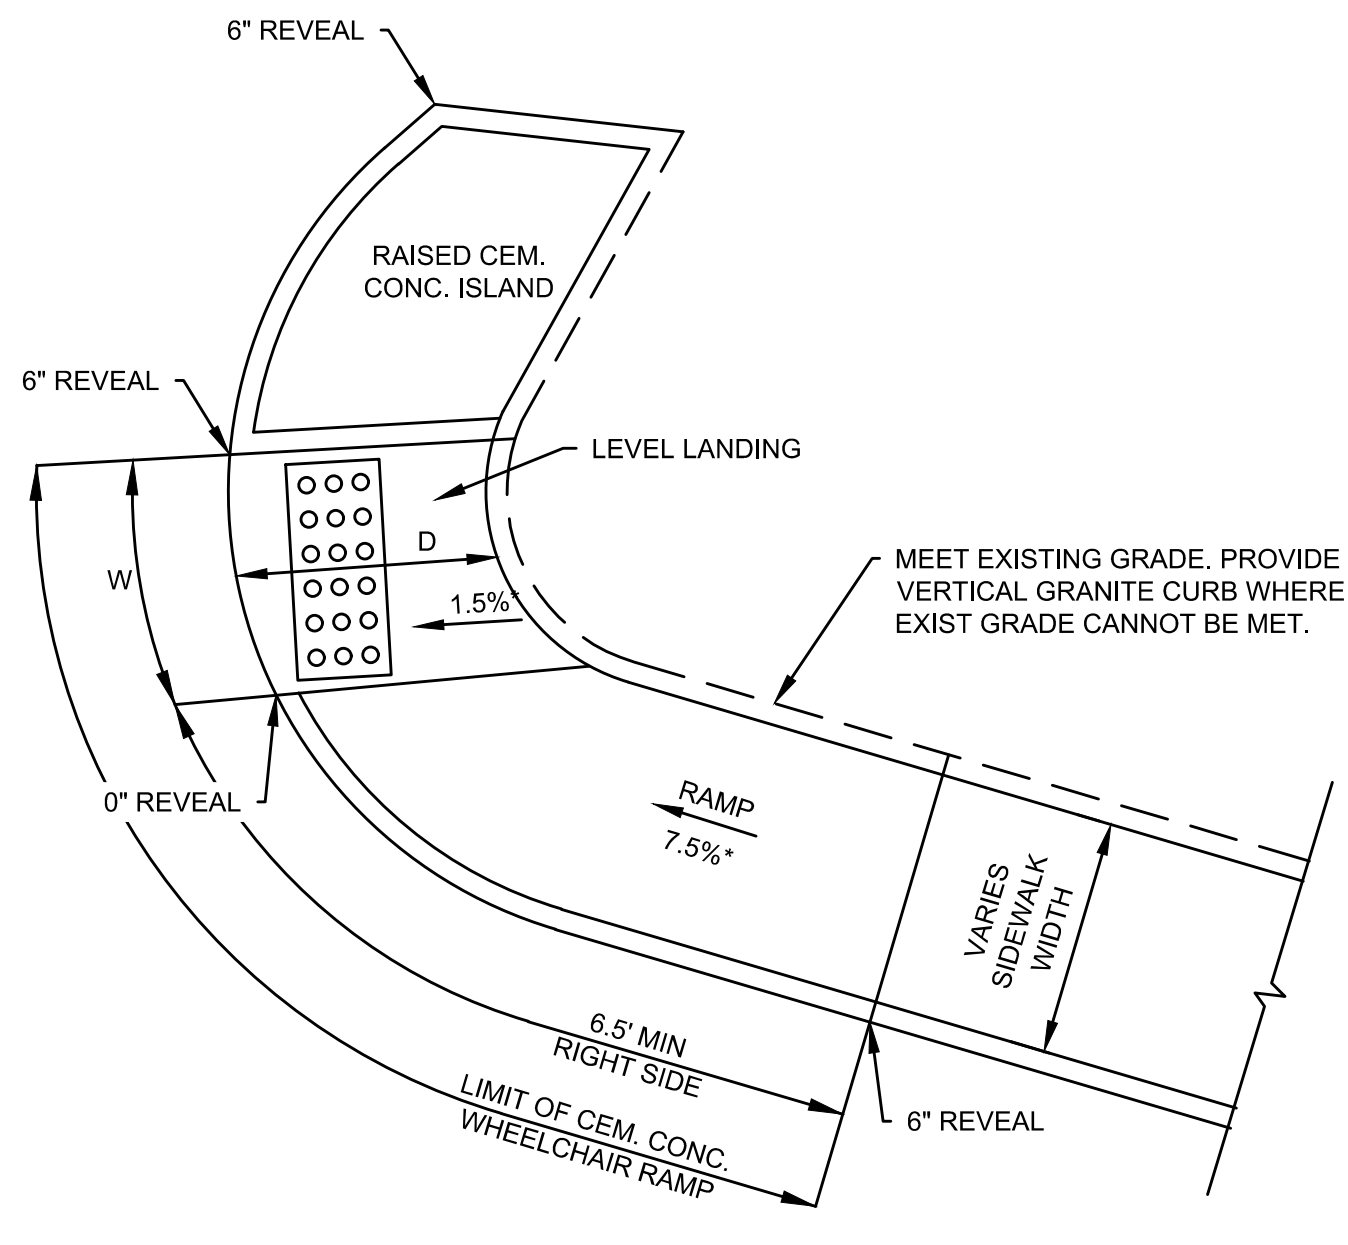 6" REVEAL
RAISED CEM.
CONC. ISLAND
6" REVEAL
LEVEL LANDING
D
W
1.5%*
MEET EXISTING GRADE. PROVIDE
VERTICAL GRANITE CURB WHERE
EXIST GRADE CANNOT BE MET.
0" REVEAL
RAMP
7.5%*
VARIES
SIDEWALK
WIDTH
6.5' MIN
RIGHT SIDE
LIMIT OF CEM. CONC.
WHEELCHAIR RAMP
6" REVEAL